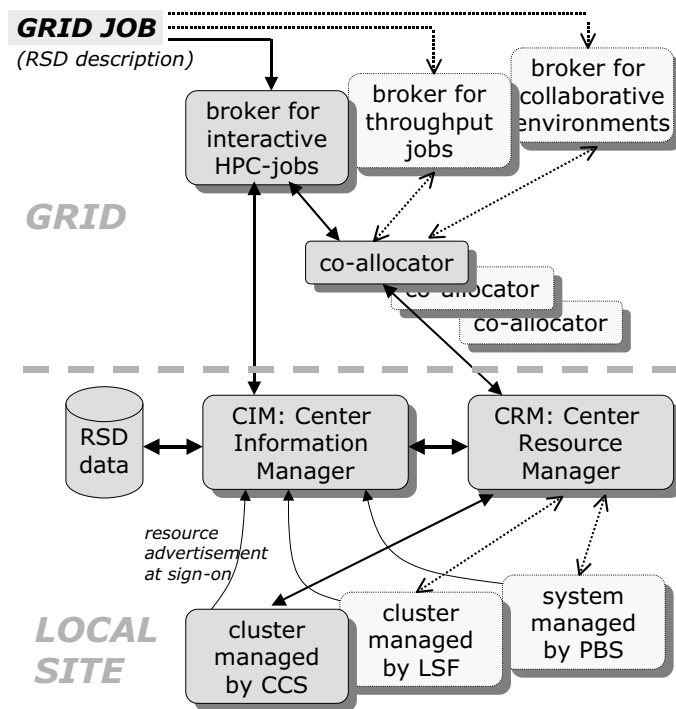 GRID JOB
(RSD description)
broker for
interactive
HPC-jobs
broker for
throughput
jobs
broker for
collaborative
environments
GRID
co-allocator
co-allocator
co-allocator
RSD
data
CIM: Center
Information
Manager
CRM: Center
Resource
Manager
resource
advertisement
at sign-on
LOCAL
SITE
cluster
managed
by CCS
cluster
managed
by LSF
system
managed
by PBS